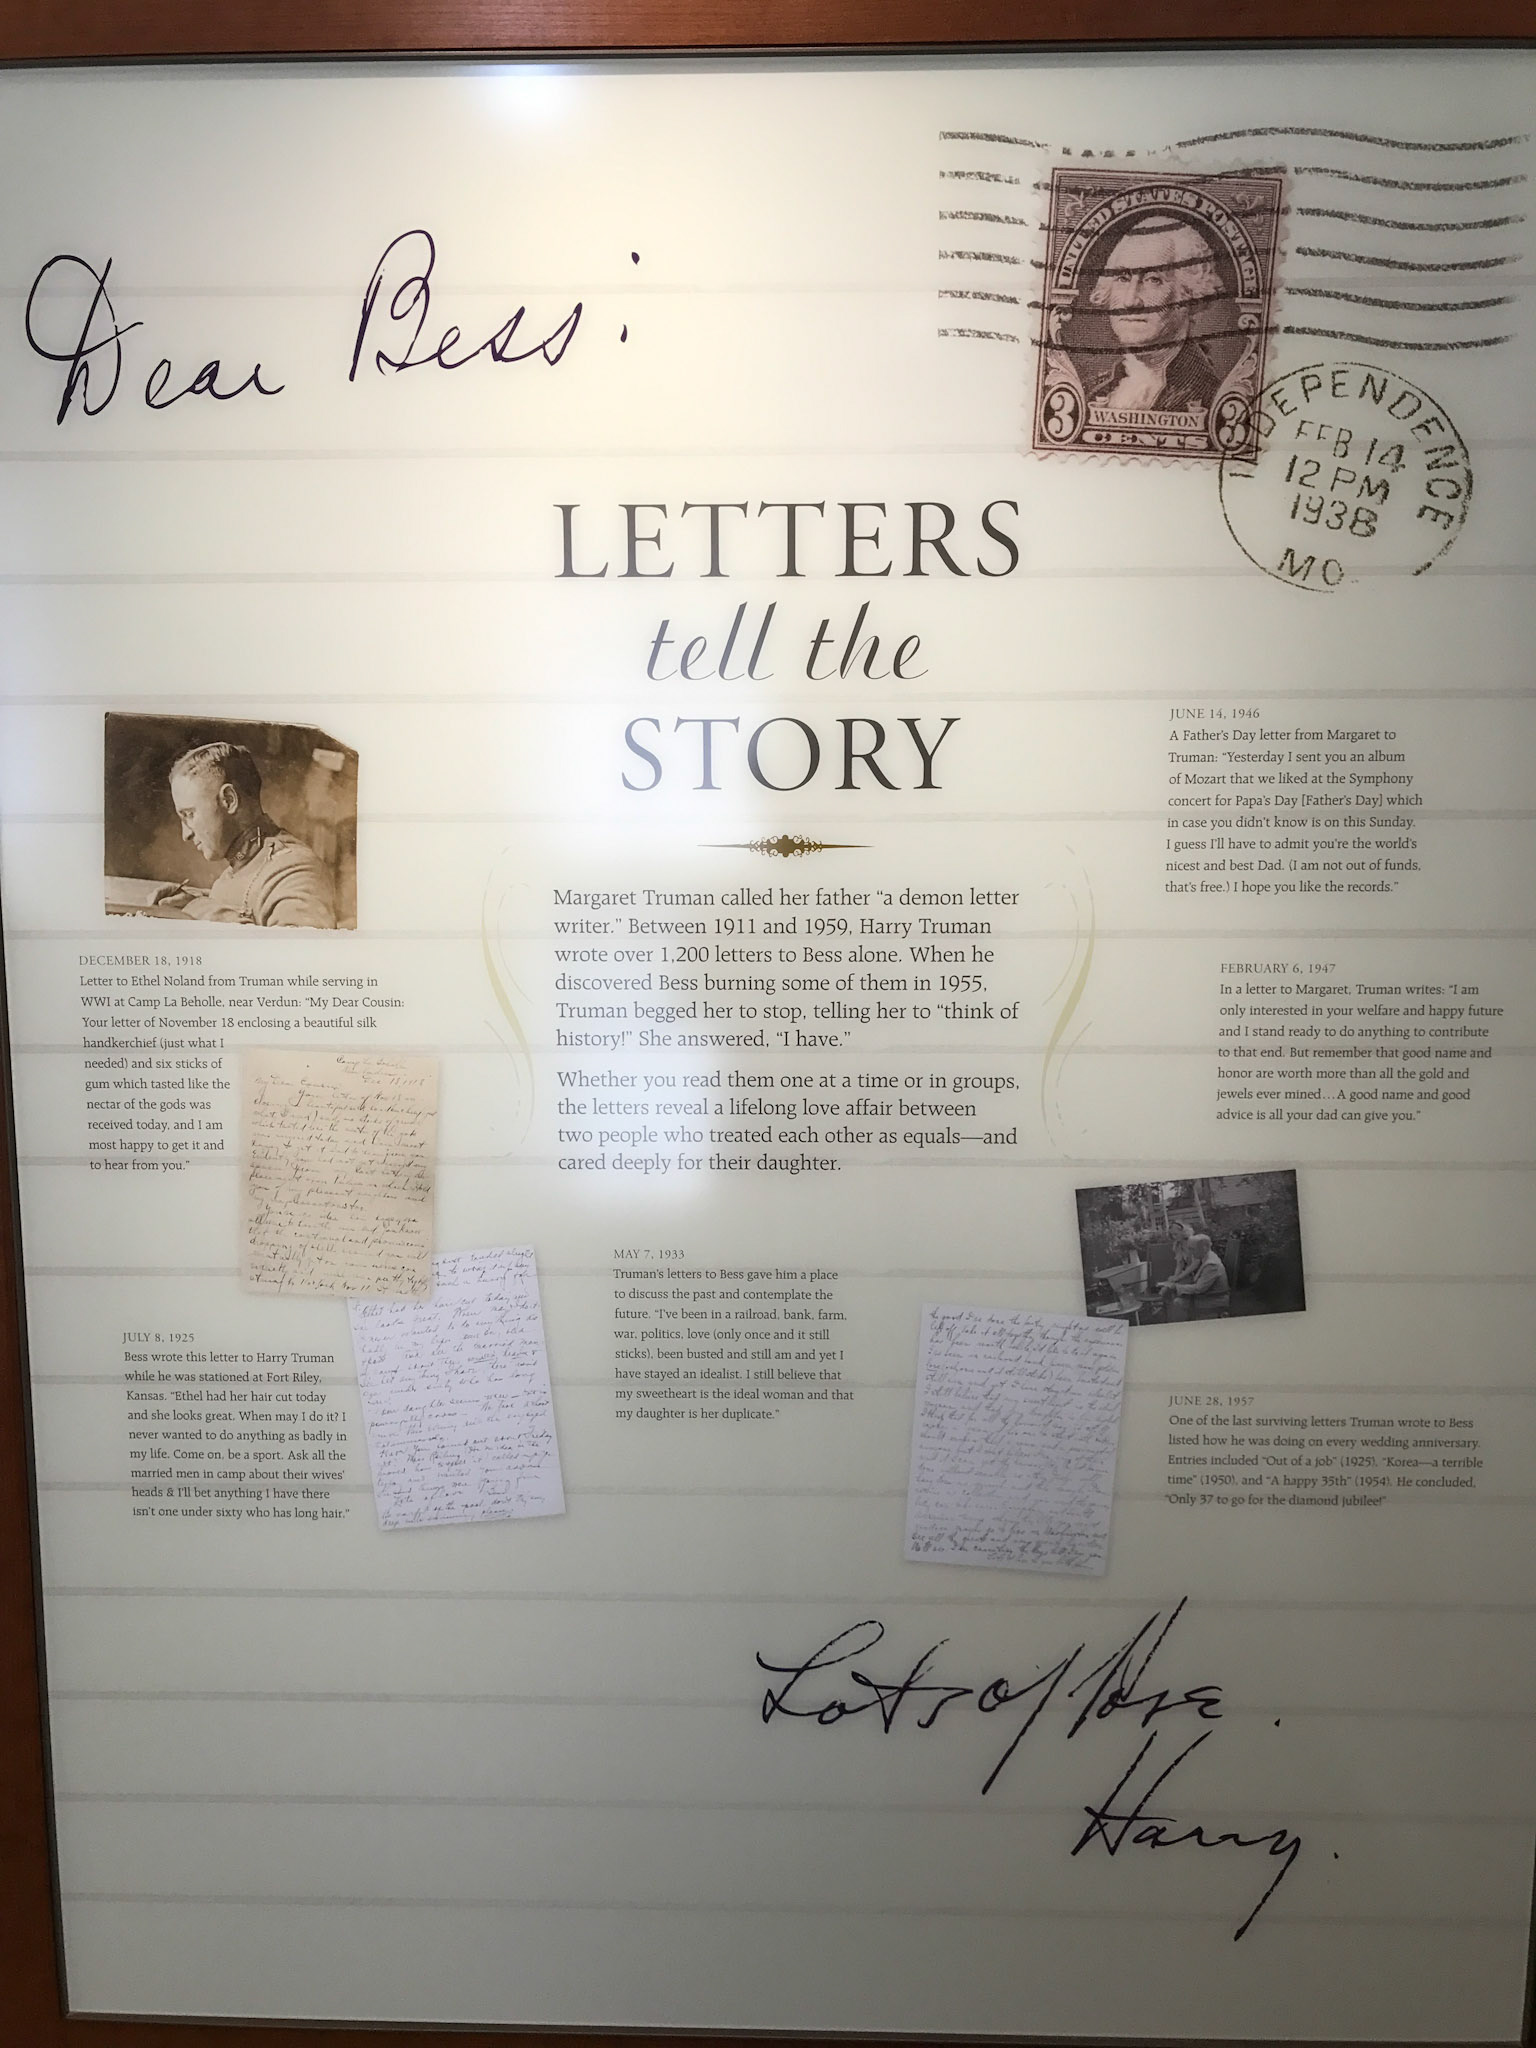 Dear Bess:
UNITED STATES POSTAGE
3 WASHINGTON 3
CENTS
INDEPENDENCE
FEB 14
12 PM
1938
MO.
LETTERS
tell the
STORY
Margaret Truman called her father “a demon letter
writer.” Between 1911 and 1959, Harry Truman
wrote over 1,200 letters to Bess alone. When he
discovered Bess burning some of them in 1955,
Truman begged her to stop, telling her to “think of
history!” She answered, “I have.”
Whether you read them one at a time or in groups,
the letters reveal a lifelong love affair between
two people who treated each other as equals—and
cared deeply for their daughter.
DECEMBER 18, 1918
Letter to Ethel Noland from Truman while serving in
WWI at Camp La Beholle, near Verdun: “My Dear Cousin:
Your letter of November 18 enclosing a beautiful silk
handkerchief (just what I
needed) and six sticks of
gum which tasted like the
nectar of the gods was
received today, and I am
most happy to get it and
to hear from you.”
JULY 8, 1925
Bess wrote this letter to Harry Truman
while he was stationed at Fort Riley,
Kansas. “Ethel had her hair cut today
and she looks great. When may I do it? I
never wanted to do anything as badly in
my life. Come on, be a sport. Ask all the
married men in camp about their wives’
heads & I’ll bet anything I have there
isn’t one under sixty who has long hair.”
MAY 7, 1933
Truman’s letters to Bess gave him a place
to discuss the past and contemplate the
future. “I’ve been in a railroad, bank, farm,
war, politics, love (only once and it still
sticks), been busted and still am and yet I
have stayed an idealist. I still believe that
my sweetheart is the ideal woman and that
my daughter is her duplicate.”
JUNE 14, 1946
A Father’s Day letter from Margaret to
Truman: “Yesterday I sent you an album
of Mozart that we liked at the Symphony
concert for Papa’s Day [Father’s Day] which
in case you didn’t know is on this Sunday.
I guess I’ll have to admit you’re the world’s
nicest and best Dad. (I am not out of funds,
that’s free.) I hope you like the records.”
FEBRUARY 6, 1947
In a letter to Margaret, Truman writes: “I am
only interested in your welfare and happy future
and I stand ready to do anything to contribute
to that end. But remember that good name and
honor are worth more than all the gold and
jewels ever mined…A good name and good
advice is all your dad can give you.”
JUNE 28, 1957
One of the last surviving letters Truman wrote to Bess
listed how he was doing on every wedding anniversary.
Entries included “Out of a job” (1925), “Korea—a terrible
time” (1950), and “A happy 35th” (1954). He concluded,
“Only 37 to go for the diamond jubilee!”
Lots of love.
Harry.